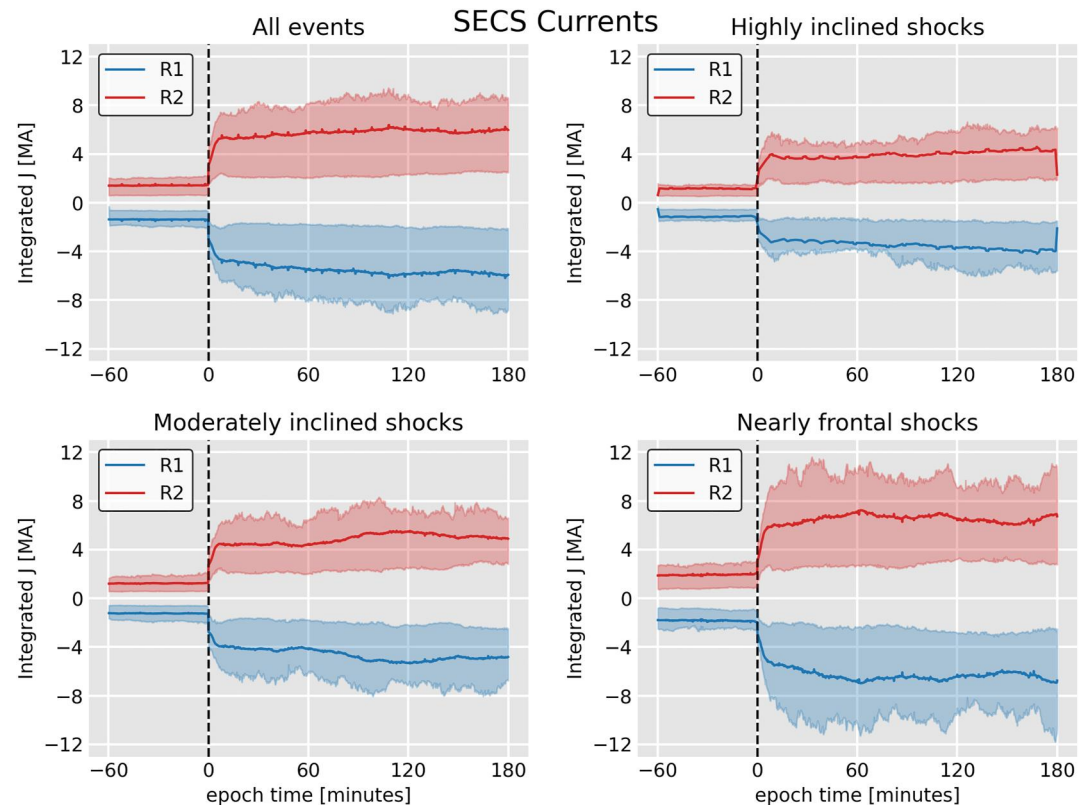 SECS Currents
All events
Highly inclined shocks
Integrated J [MA]
12
8
4
0
−4
−8
−12
R1
R2
−60
0
60
120
180
Integrated J [MA]
12
8
4
0
−4
−8
−12
R1
R2
−60
0
60
120
180
Moderately inclined shocks
Nearly frontal shocks
Integrated J [MA]
12
8
4
0
−4
−8
−12
R1
R2
−60
0
60
120
180
epoch time [minutes]
Integrated J [MA]
12
8
4
0
−4
−8
−12
R1
R2
−60
0
60
120
180
epoch time [minutes]